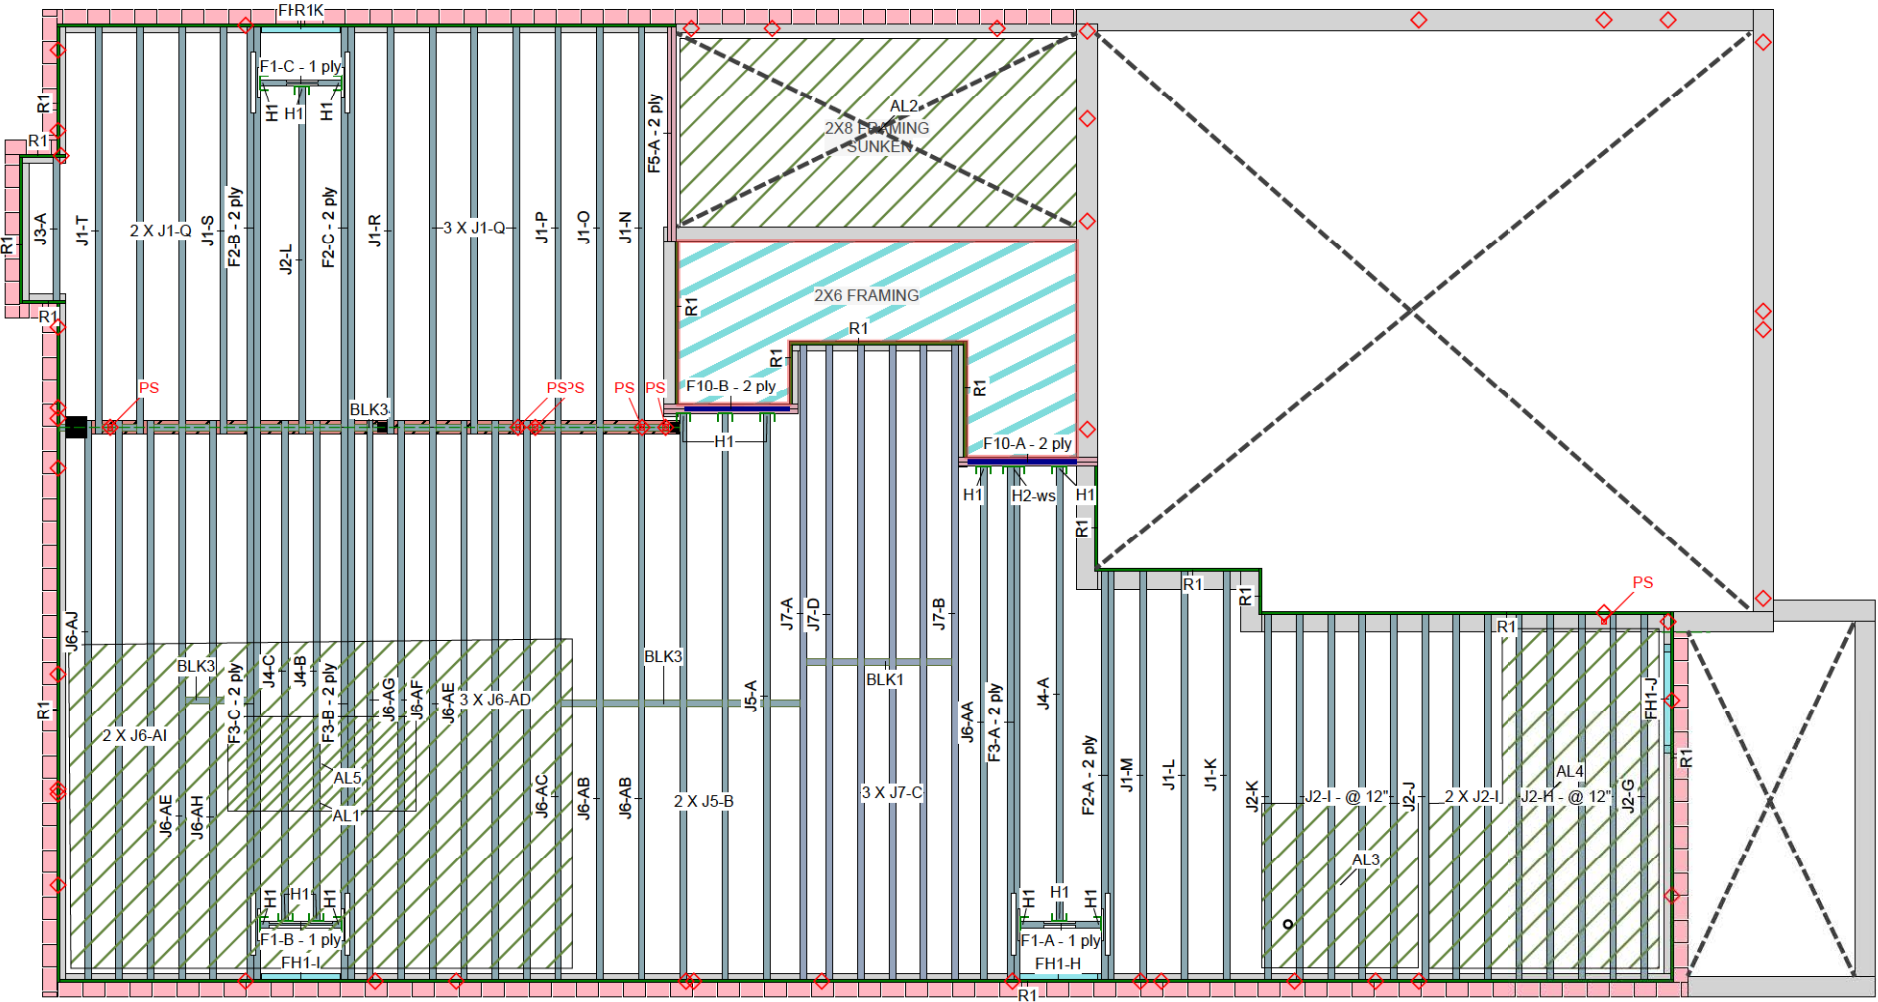 FHR1K
F1-C - 1 ply
R1
H1
H1
H1
R1
R1
J3-A
J1-T
2 X J1-Q
J1-S
F2-B - 2 ply
J2-L
F2-C - 2 ply
J1-R
3 X J1-Q
J1-P
J1-O
J1-N
F5-A - 2 ply
AL2
2X8 FRAMING
SUNKEN
2X6 FRAMING
R1
R1
R1
R1
R1
PS
PS
PS
PS
PS
BLK3
F10-B - 2 ply
H1
F10-A - 2 ply
H1
H2-ws
H1
R1
R1
R1
PS
R1
J6-AJ
J7-A
J7-D
J7-B
BLK3
BLK3
BLK1
F3-C - 2 ply
J4-C
J4-B
F3-B - 2 ply
J6-AG
J6-AF
J6-AE
3 X J6-AD
J5-A
J6-AA
F3-A - 2 ply
J4-A
FH1-J
R1
R1
2 X J6-AI
AL5
AL1
J6-AE
J6-AH
J6-AC
J6-AB
J6-AB
2 X J5-B
3 X J7-C
F2-A - 2 ply
J1-M
J1-L
J1-K
J2-K
J2-I - @ 12"
J2-J
2 X J2-I
AL4
J2-H - @ 12"
J2-G
AL3
H1
H1
H1
F1-B - 1 ply
FH1-I
H1
H1
H1
F1-A - 1 ply
FH1-H
R1